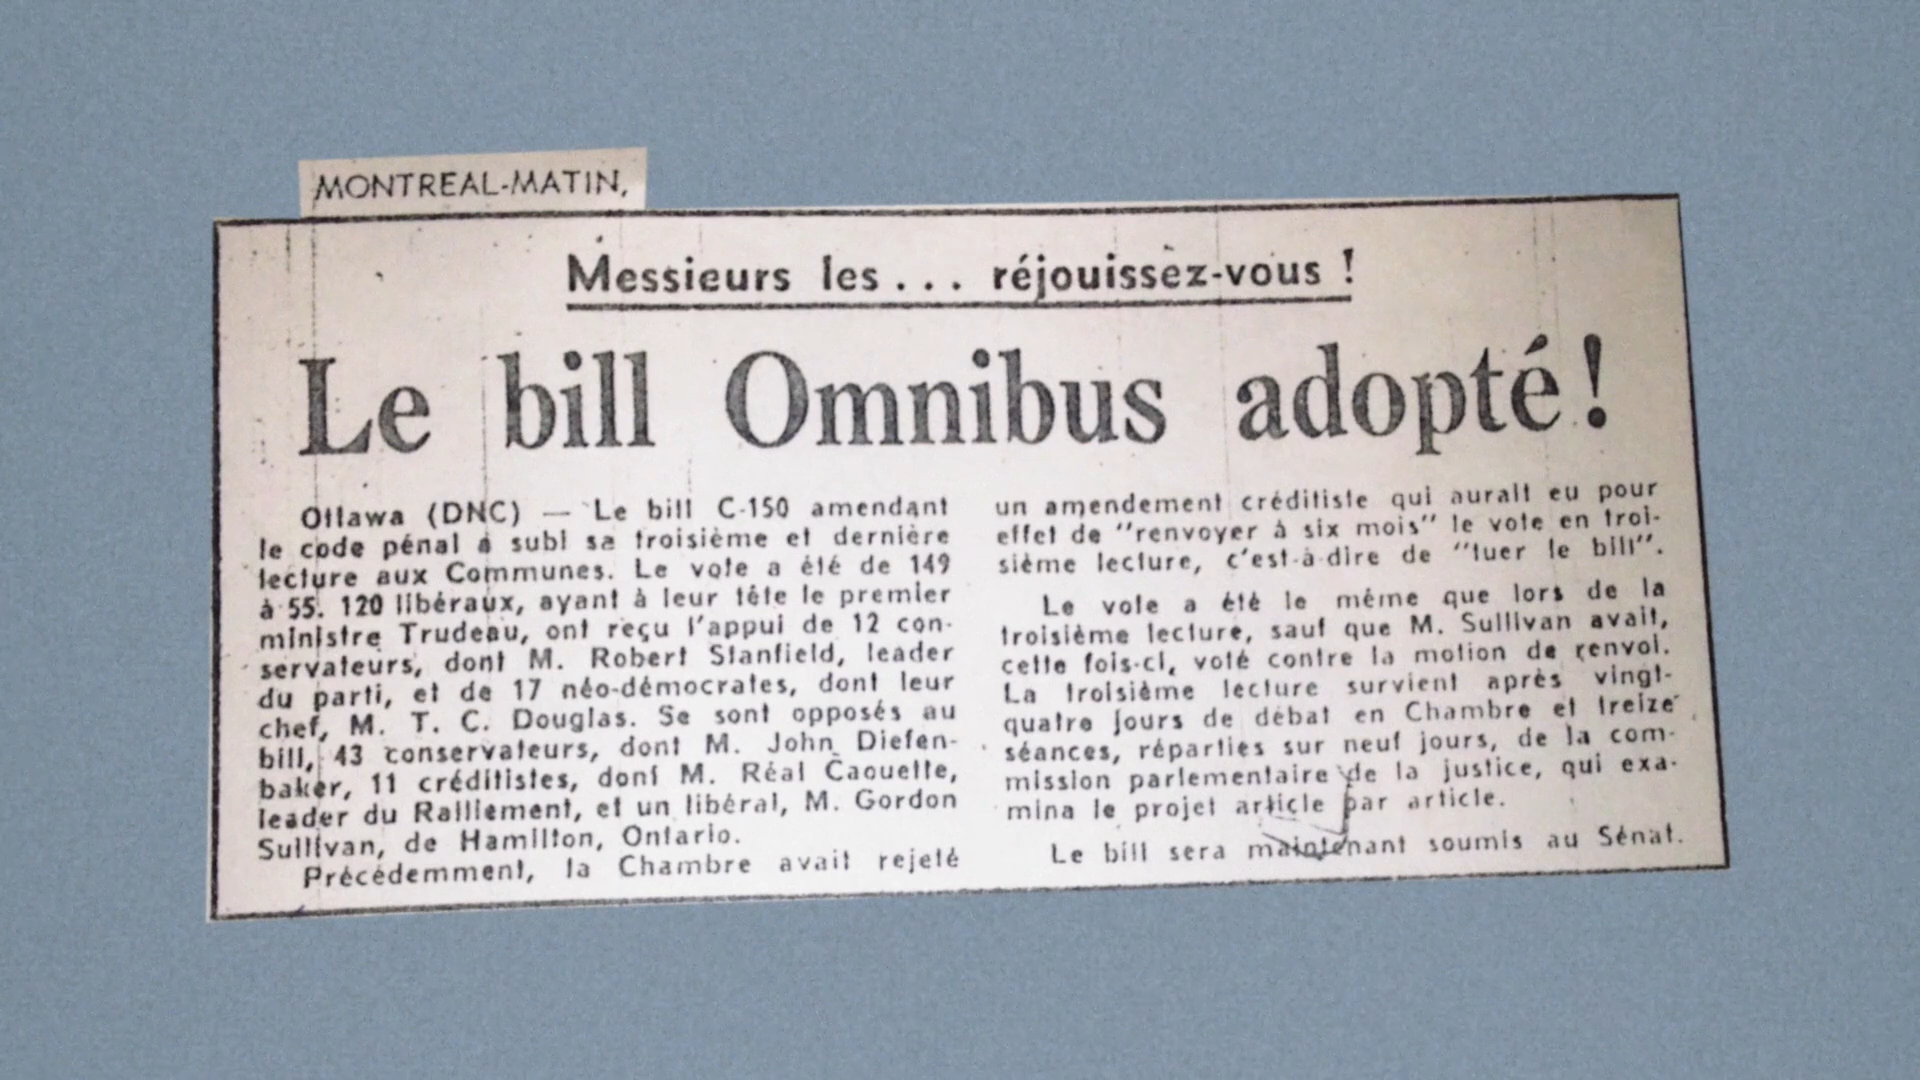 MONTREAL-MATIN,
Messieurs les... réjouissez-vous !
Le bill Omnibus adopté!
Ottawa (DNC) — Le bill C-150 amendant
le code pénal a subi sa troisième et dernière
lecture aux Communes. Le vote a été de 149
à 55. 120 libéraux, ayant à leur tête le premier
ministre Trudeau, ont reçu l'appui de 12 con-
servateurs, dont M. Robert Stanfield, leader
du parti, et de 17 néo-démocrates, dont leur
chef, M. T. C. Douglas. Se sont opposés au
bill, 43 conservateurs, dont M. John Diefen-
baker, 11 créditistes, dont M. Réal Caouette,
leader du Ralliement, et un libéral, M. Gordon
Sullivan, de Hamilton, Ontario.
Précédemment, la Chambre avait rejeté
un amendement créditiste qui aurait eu pour
effet de "renvoyer à six mois" le vote en troi-
sième lecture, c'est-à-dire de "tuer le bill".
Le vote a été le même que lors de la
troisième lecture, sauf que M. Sullivan avait,
cette fois-ci, voté contre la motion de renvoi.
La troisième lecture survient après vingt-
quatre jours de débat en Chambre et treize
séances, réparties sur neuf jours, de la com-
mission parlementaire de la justice, qui exa-
mina le projet article par article.
Le bill sera maintenant soumis au Sénat.